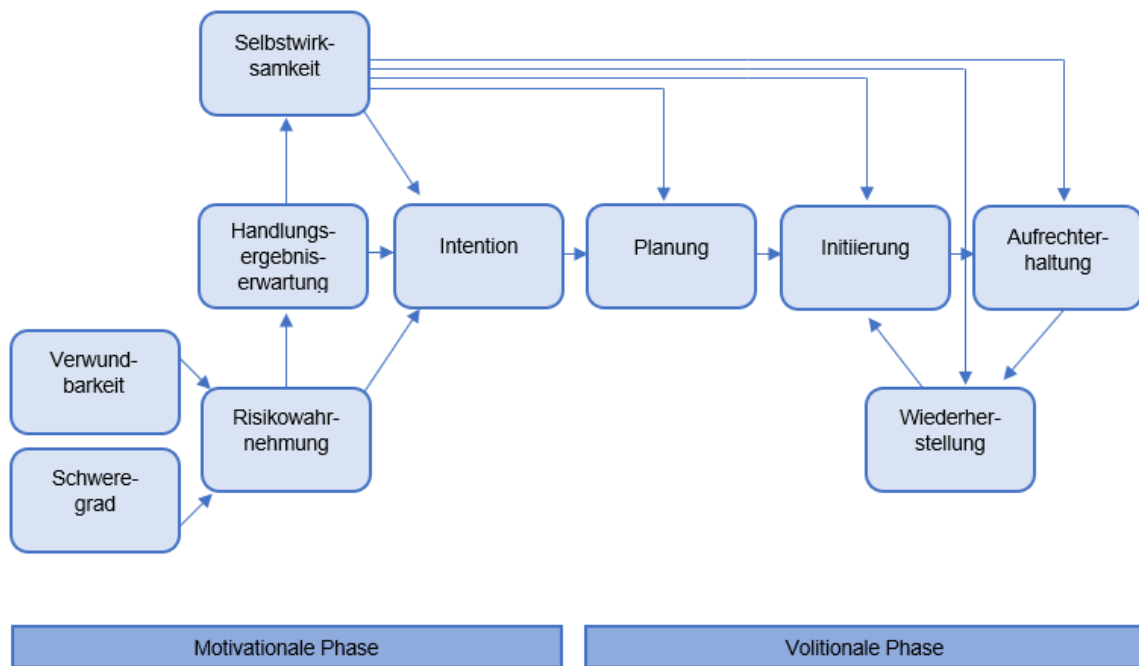 Selbstwirk-
samkeit
Handlungs-
ergebnis-
erwartung
Intention
Planung
Initiierung
Aufrechter-
haltung
Verwund-
barkeit
Risikowahr-
nehmung
Wiederher-
stellung
Schwere-
grad
Motivationale Phase
Volitionale Phase